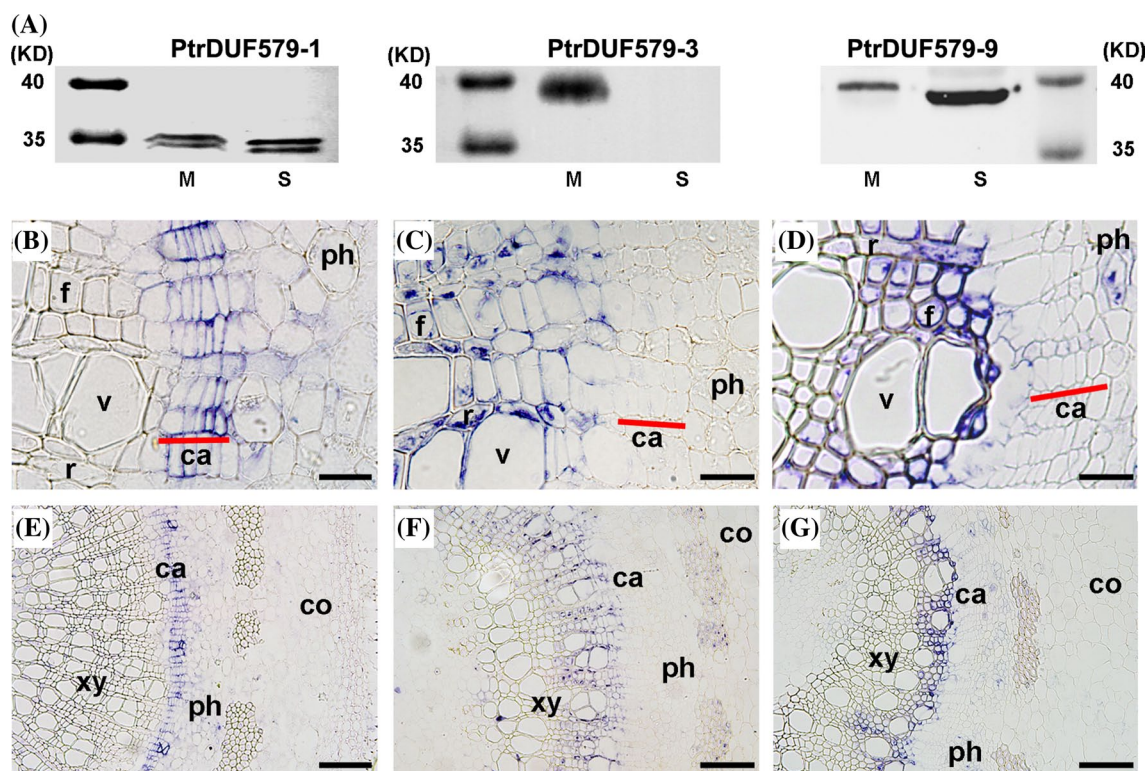 (A)
PtrDUF579-1 PtrDUF579-3 PtrDUF579-9
(KD) (KD) (KD)
40 40 40
35 35 35
M S M S M S
(B) (C) (D)
f ph v ca r
f ph r v ca
r ph f v ca
(E) (F) (G)
ca co xy ph
co ca ph xy
ca co xy ph